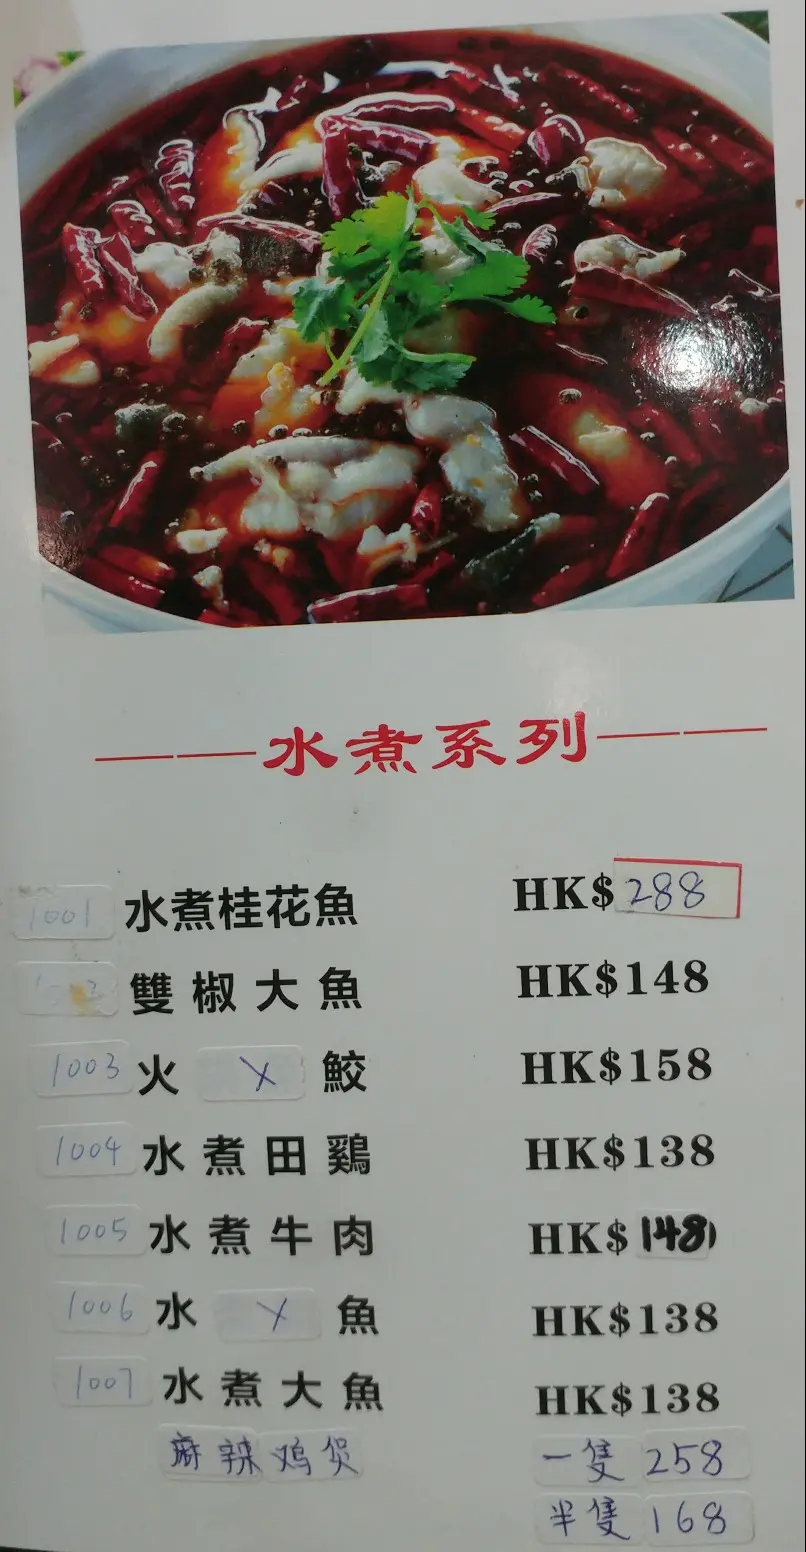 水煮系列
1001 水煮桂花魚 HK$288
雙椒大魚 HK$148
1003 火 X 鮫 HK$158
1004 水煮田鷄 HK$138
1005 水煮牛肉 HK$148
1006 水 X 魚 HK$138
1007 水煮大魚 HK$138
麻辣鸡煲 一隻 258
半隻 168